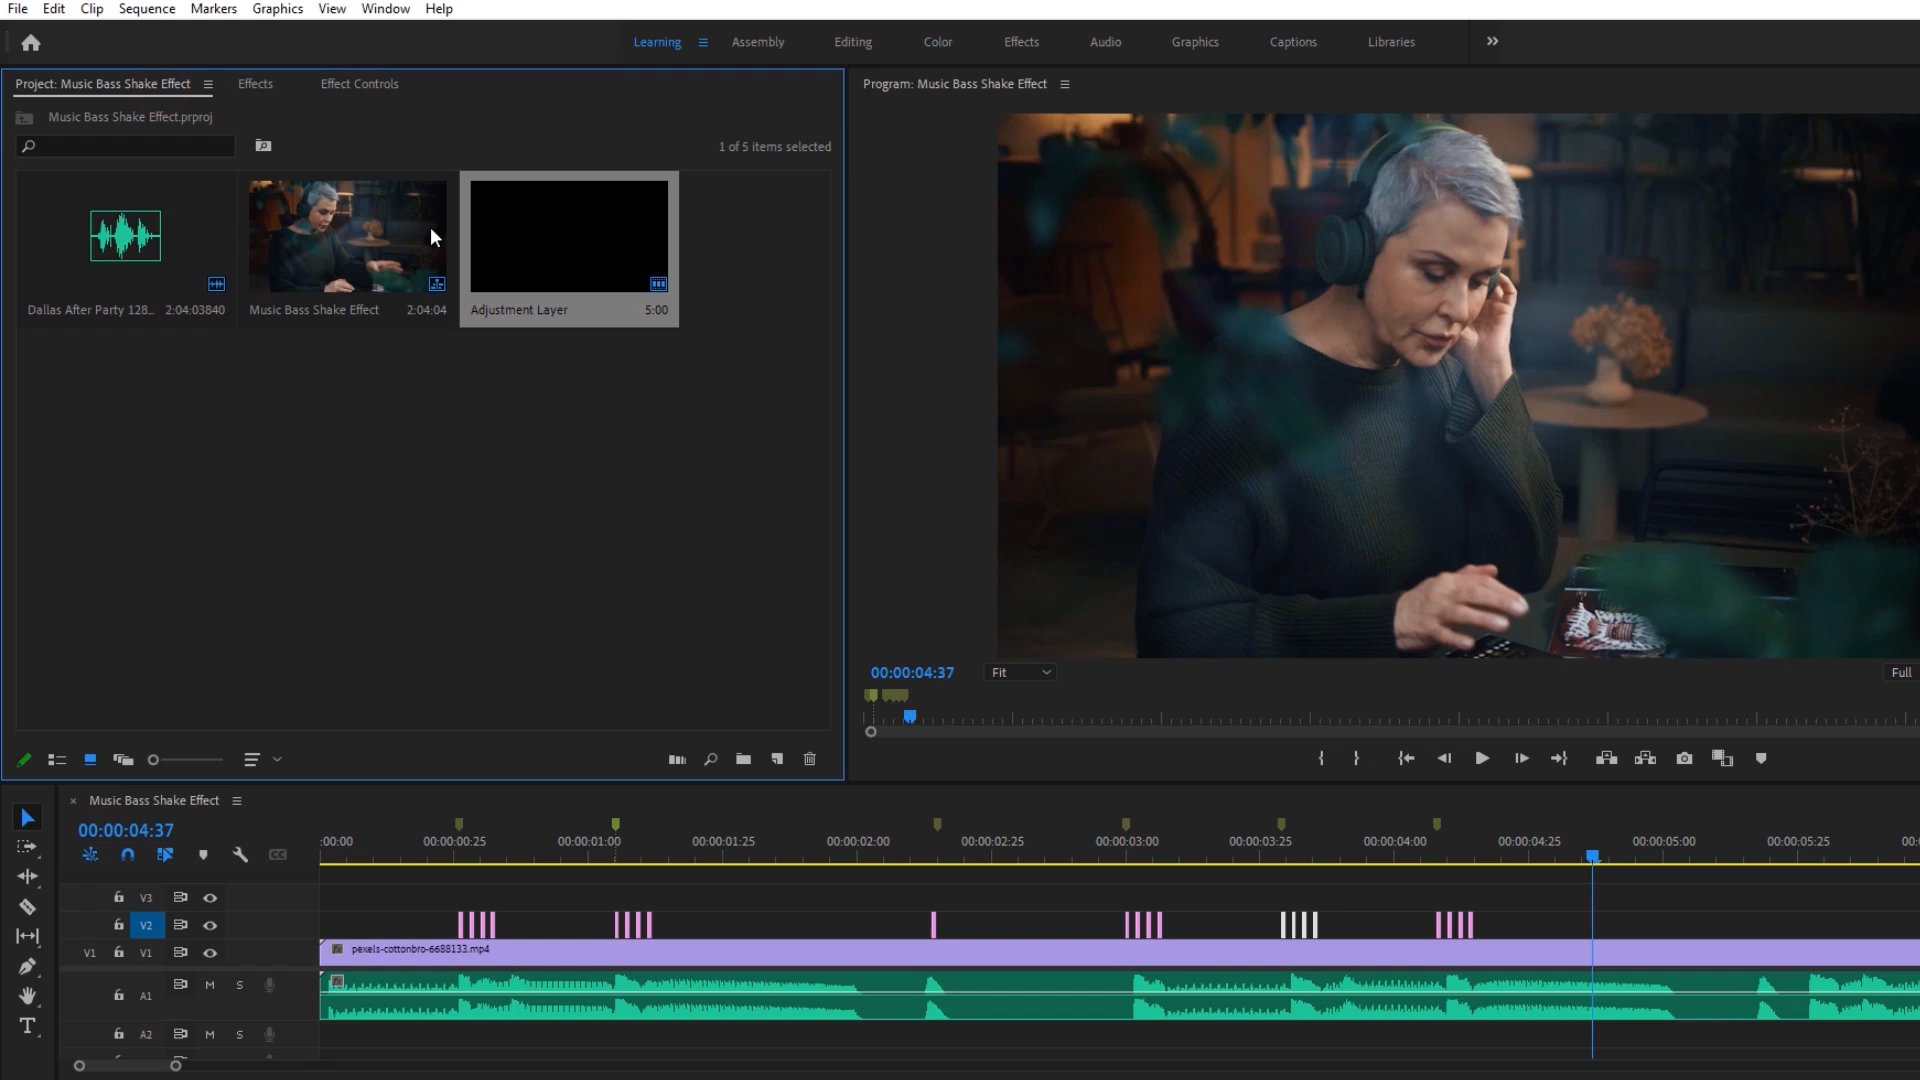 File Edit Clip Sequence Markers Graphics View Window Help
Learning Assembly Editing Color Effects Audio Graphics Captions Libraries
Project: Music Bass Shake Effect Effects Effect Controls
Program: Music Bass Shake Effect
Music Bass Shake Effect.prproj
1 of 5 items selected
Dallas After Party 128... 2:04:03840
Music Bass Shake Effect 2:04:04
Adjustment Layer 5:00
00:00:04:37 Fit Full
Music Bass Shake Effect
00:00:04:37
:00:00 00:00:00:25 00:00:01:00 00:00:01:25 00:00:02:00 00:00:02:25 00:00:03:00 00:00:03:25 00:00:04:00 00:00:04:25 00:00:05:00 00:00:05:25
V3
V2
V1 V1 pexels-cottonbro-6688133.mp4
A1 M S
A2 M S